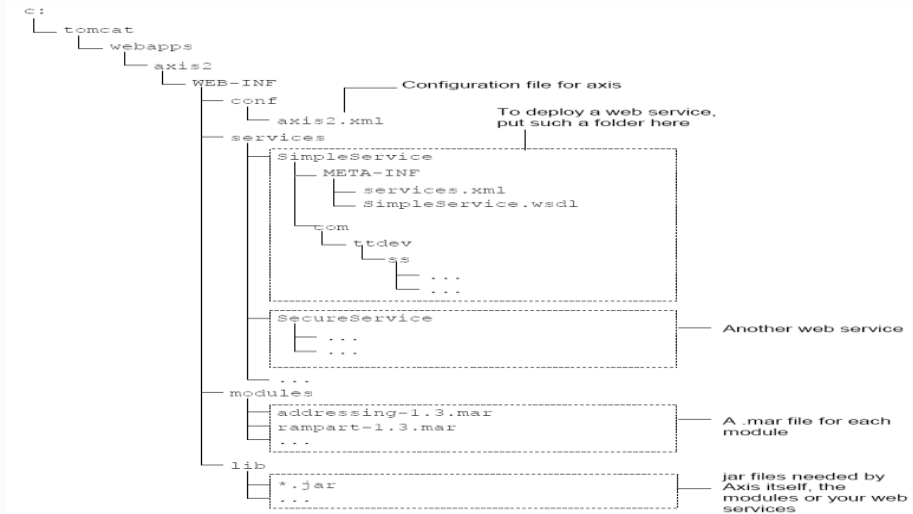 c:
tomcat
webapps
axis2
WEB-INF
Configuration file for axis
conf
axis2.xml
To deploy a web service,
put such a folder here
services
SimpleService
META-INF
services.xml
SimpleService.wsdl
com
ttdev
ss
...
...
SecureService
...
...
Another web service
...
modules
addressing-1.3.mar
rampart-1.3.mar
...
A .mar file for each
module
lib
*.jar
...
jar files needed by
Axis itself, the
modules or your web
services